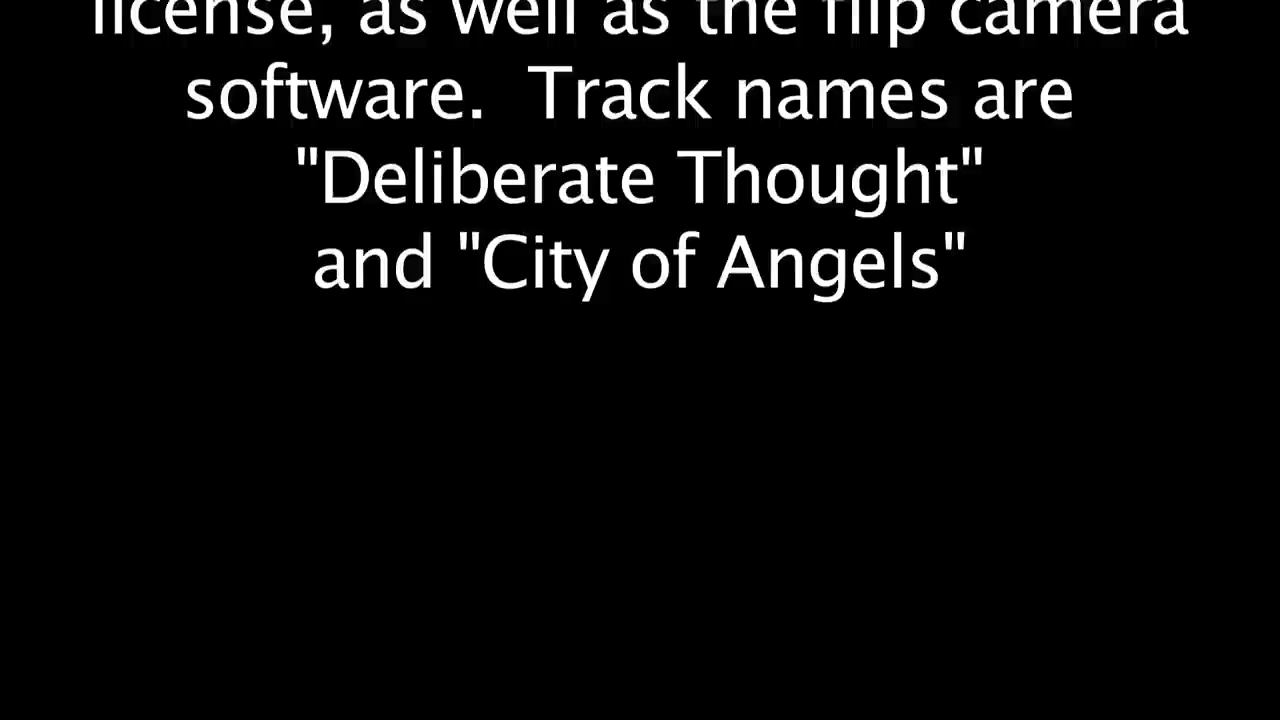 license, as well as the flip camera
software.  Track names are
"Deliberate Thought"
and "City of Angels"